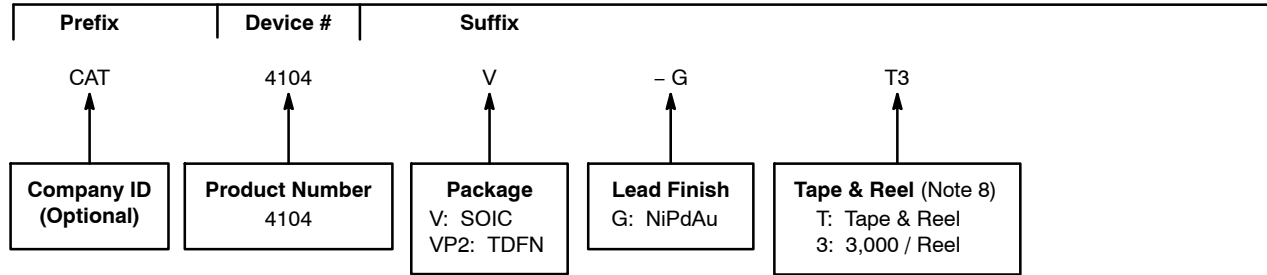 Prefix Device # Suffix
CAT 4104 V – G T3
Company ID
(Optional)
Product Number
4104
Package
V: SOIC
VP2: TDFN
Lead Finish
G: NiPdAu
Tape & Reel (Note 8)
T: Tape & Reel
3: 3,000 / Reel